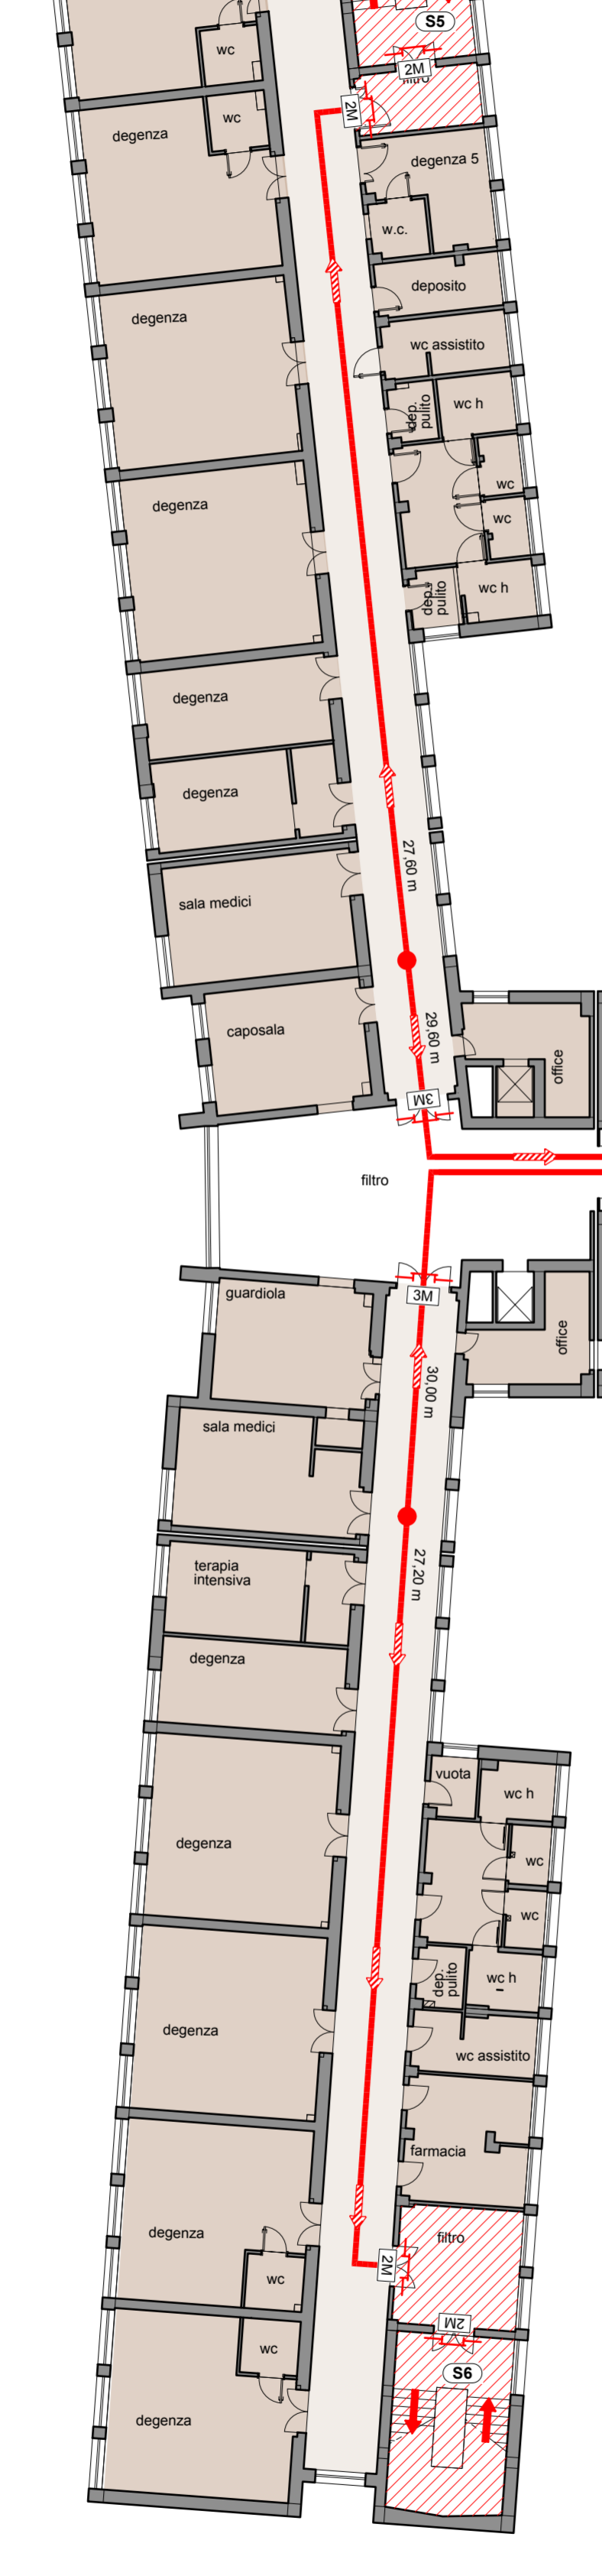 S5
wc
2M
filtro
wc
2M
degenza
degenza 5
w.c.
deposito
degenza
wc assistito
dep.
pulito
wc h
wc
degenza
wc
dep.
pulito
wc h
degenza
degenza
27,60 m
sala medici
29,60 m
caposala
office
3M
filtro
guardiola
3M
office
30,00 m
sala medici
27,20 m
terapia
intensiva
degenza
vuota
wc h
degenza
wc
wc
dep.
pulito
wc h
degenza
wc assistito
farmacia
degenza
filtro
2M
wc
2M
wc
S6
degenza